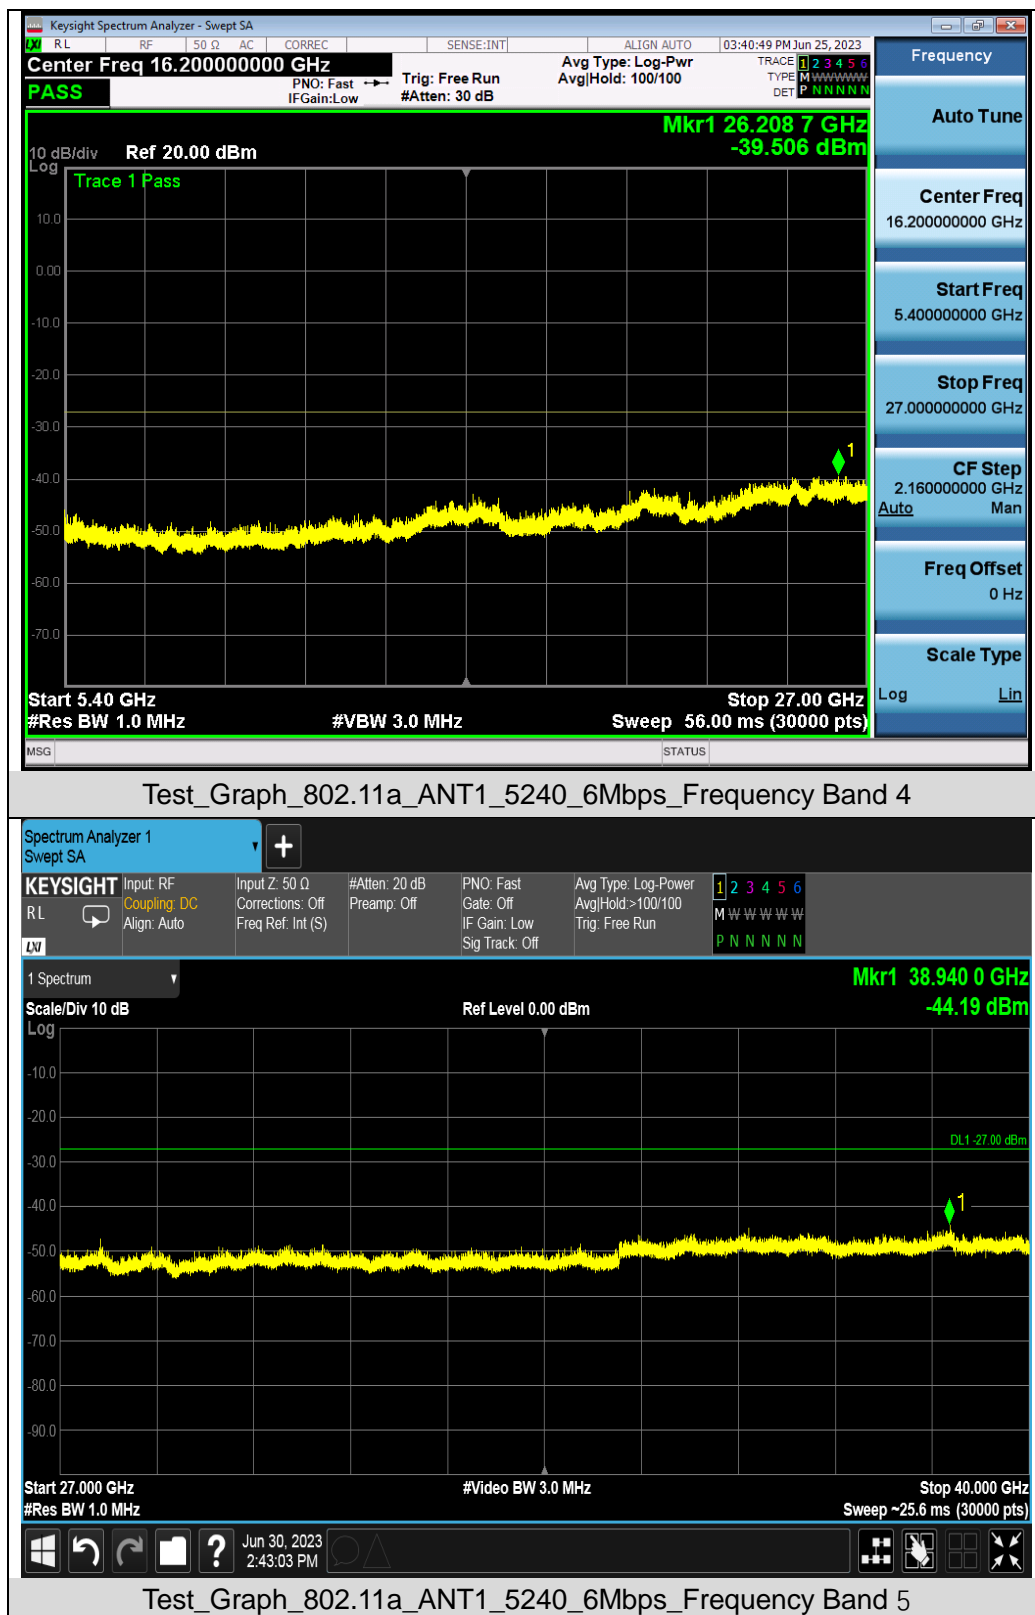 Keysight Spectrum Analyzer - Swept SA
LXI RL RF 50 Ω AC CORREC SENSE:INT ALIGN AUTO 03:40:49 PM Jun 25, 2023
Center Freq 16.200000000 GHz
PASS
PNO: Fast
IFGain:Low
Trig: Free Run
#Atten: 30 dB
Avg Type: Log-Pwr
Avg|Hold: 100/100
TRACE 1 2 3 4 5 6
TYPE M W W W W W
DET P N N N N N
Mkr1 26.208 7 GHz
-39.506 dBm
10 dB/div Ref 20.00 dBm
Log
Trace 1 Pass
10.0
0.00
-10.0
-20.0
-30.0
-40.0
-50.0
-60.0
-70.0
1
Start 5.40 GHz Stop 27.00 GHz
#Res BW 1.0 MHz #VBW 3.0 MHz Sweep 56.00 ms (30000 pts)
MSG STATUS
Frequency
Auto Tune
Center Freq
16.200000000 GHz
Start Freq
5.400000000 GHz
Stop Freq
27.000000000 GHz
CF Step
2.160000000 GHz
Auto Man
Freq Offset
0 Hz
Scale Type
Log Lin
Test_Graph_802.11a_ANT1_5240_6Mbps_Frequency Band 4
Spectrum Analyzer 1
Swept SA
+
KEYSIGHT
RL
LXI
Input: RF
Coupling: DC
Align: Auto
Input Z: 50 Ω
Corrections: Off
Freq Ref: Int (S)
#Atten: 20 dB
Preamp: Off
PNO: Fast
Gate: Off
IF Gain: Low
Sig Track: Off
Avg Type: Log-Power
Avg|Hold:>100/100
Trig: Free Run
1 2 3 4 5 6
M W W W W W
P N N N N N
1 Spectrum
Mkr1 38.940 0 GHz
Scale/Div 10 dB Ref Level 0.00 dBm -44.19 dBm
Log
-10.0
-20.0
DL1 -27.00 dBm
-30.0
-40.0
1
-50.0
-60.0
-70.0
-80.0
-90.0
Start 27.000 GHz #Video BW 3.0 MHz Stop 40.000 GHz
#Res BW 1.0 MHz Sweep ~25.6 ms (30000 pts)
?
Jun 30, 2023
2:43:03 PM
Test_Graph_802.11a_ANT1_5240_6Mbps_Frequency Band 5